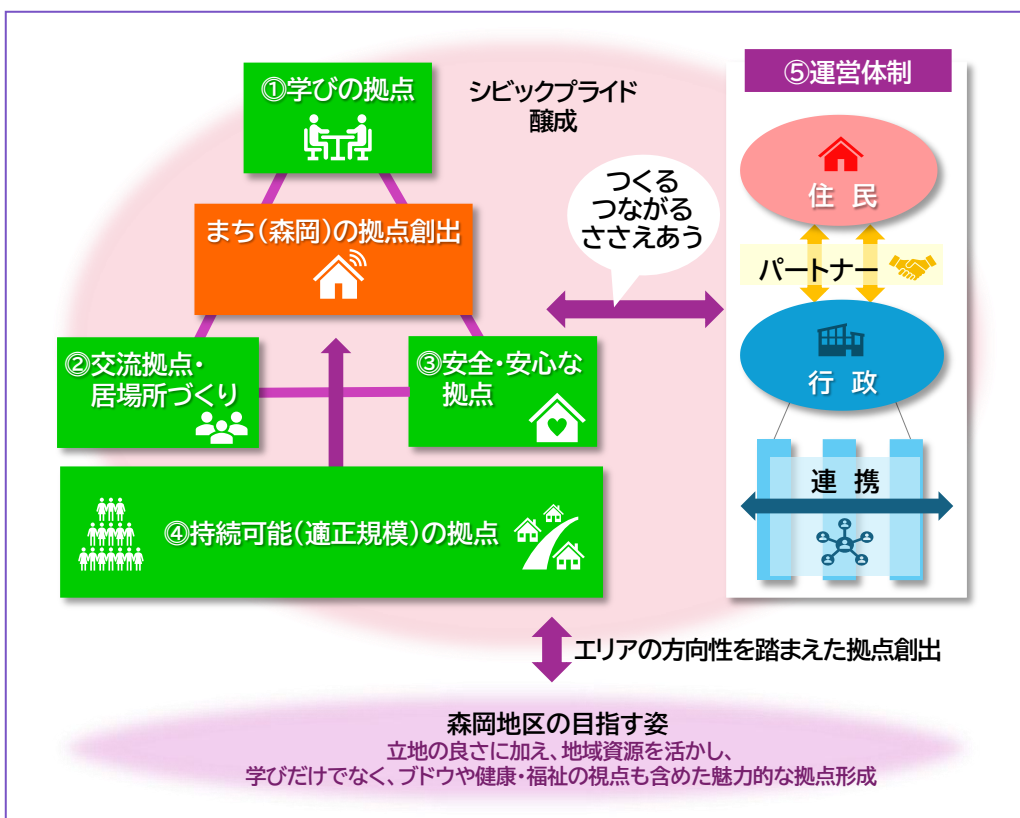 ①学びの拠点
シビックプライド
醸成
まち(森岡)の拠点創出
つくる
つながる
ささえあう
②交流拠点・
居場所づくり
③安全・安心な
拠点
④持続可能(適正規模)の拠点
⑤運営体制
住 民
パートナー
行 政
連 携
エリアの方向性を踏まえた拠点創出
森岡地区の目指す姿
立地の良さに加え、地域資源を活かし、
学びだけでなく、ブドウや健康・福祉の視点も含めた魅力的な拠点形成